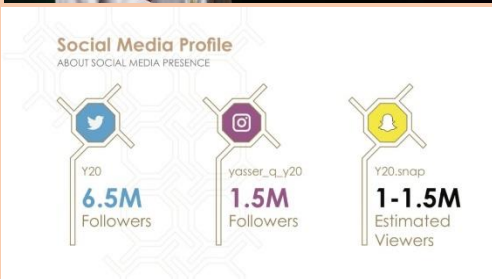 Social Media Profile
ABOUT SOCIAL MEDIA PRESENCE
Y20
6.5M
Followers
yasser_q_y20
1.5M
Followers
Y20.snap
1-1.5M
Estimated
Viewers